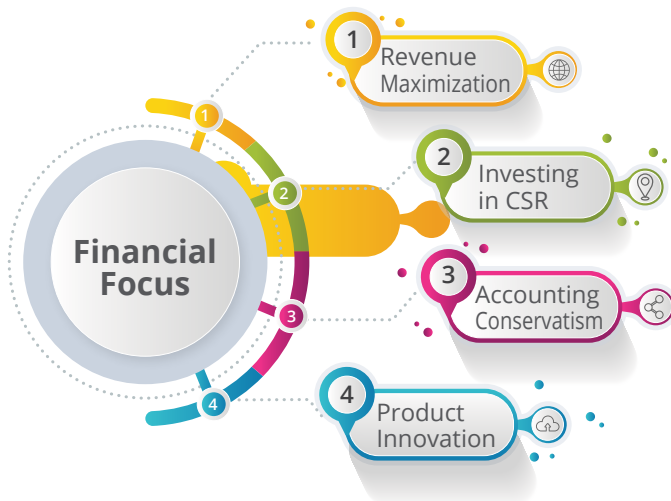 Financial
Focus
1
2
3
4
1
Revenue
Maximization
2
Investing
in CSR
3
Accounting
Conservatism
4
Product
Innovation